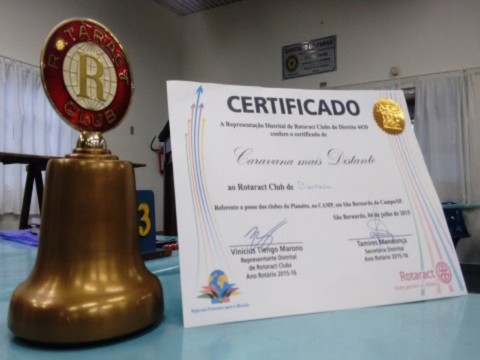 ROTARACT
R
CLUB
3
CERTIFICADO
A Representação Distrital de Rotaract Clubs do Distrito 4420
confere o certificado de
Caravana mais Distante
ao Rotaract Club de
Referente a posse dos clubes do Planalto, no CAMP, em São Bernardo do Campo/SP
São Bernardo, 04 de julho de 2015
Vinicius Tiengo Marono
Representante Distrital
de Rotaract Clubs
Ano Rotário 2015-16
Tamires Mendonça
Secretária Distrital
Ano Rotário 2015-16
Rotaract